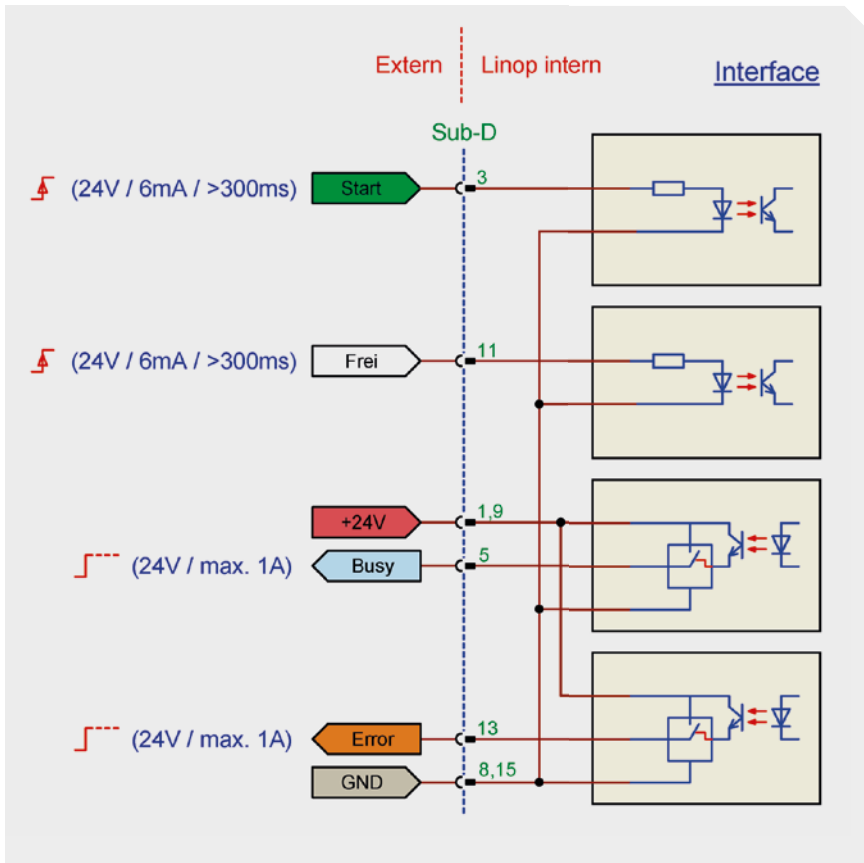 Extern Linop intern
Interface
Sub-D
(24V / 6mA / >300ms) Start 3
(24V / 6mA / >300ms) Frei 11
+24V 1,9
(24V / max. 1A) Busy 5
(24V / max. 1A) Error 13
GND 8,15